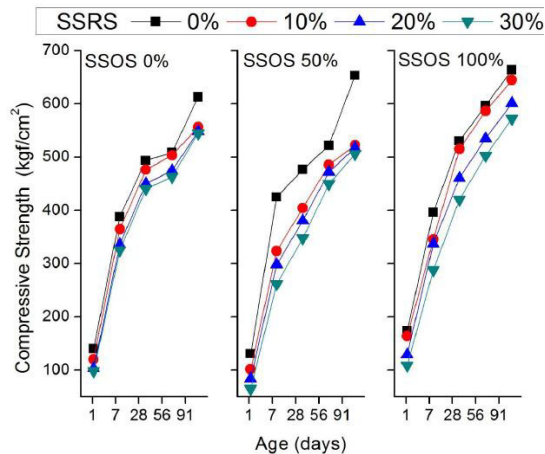 SSRS 0% 10% 20% 30%
SSOS 0% SSOS 50% SSOS 100%
700
600
500
400
300
200
100
Compressive Strength (kgf/cm²)
1 7 28 56 91 1 7 28 56 91 1 7 28 56 91
Age (days)